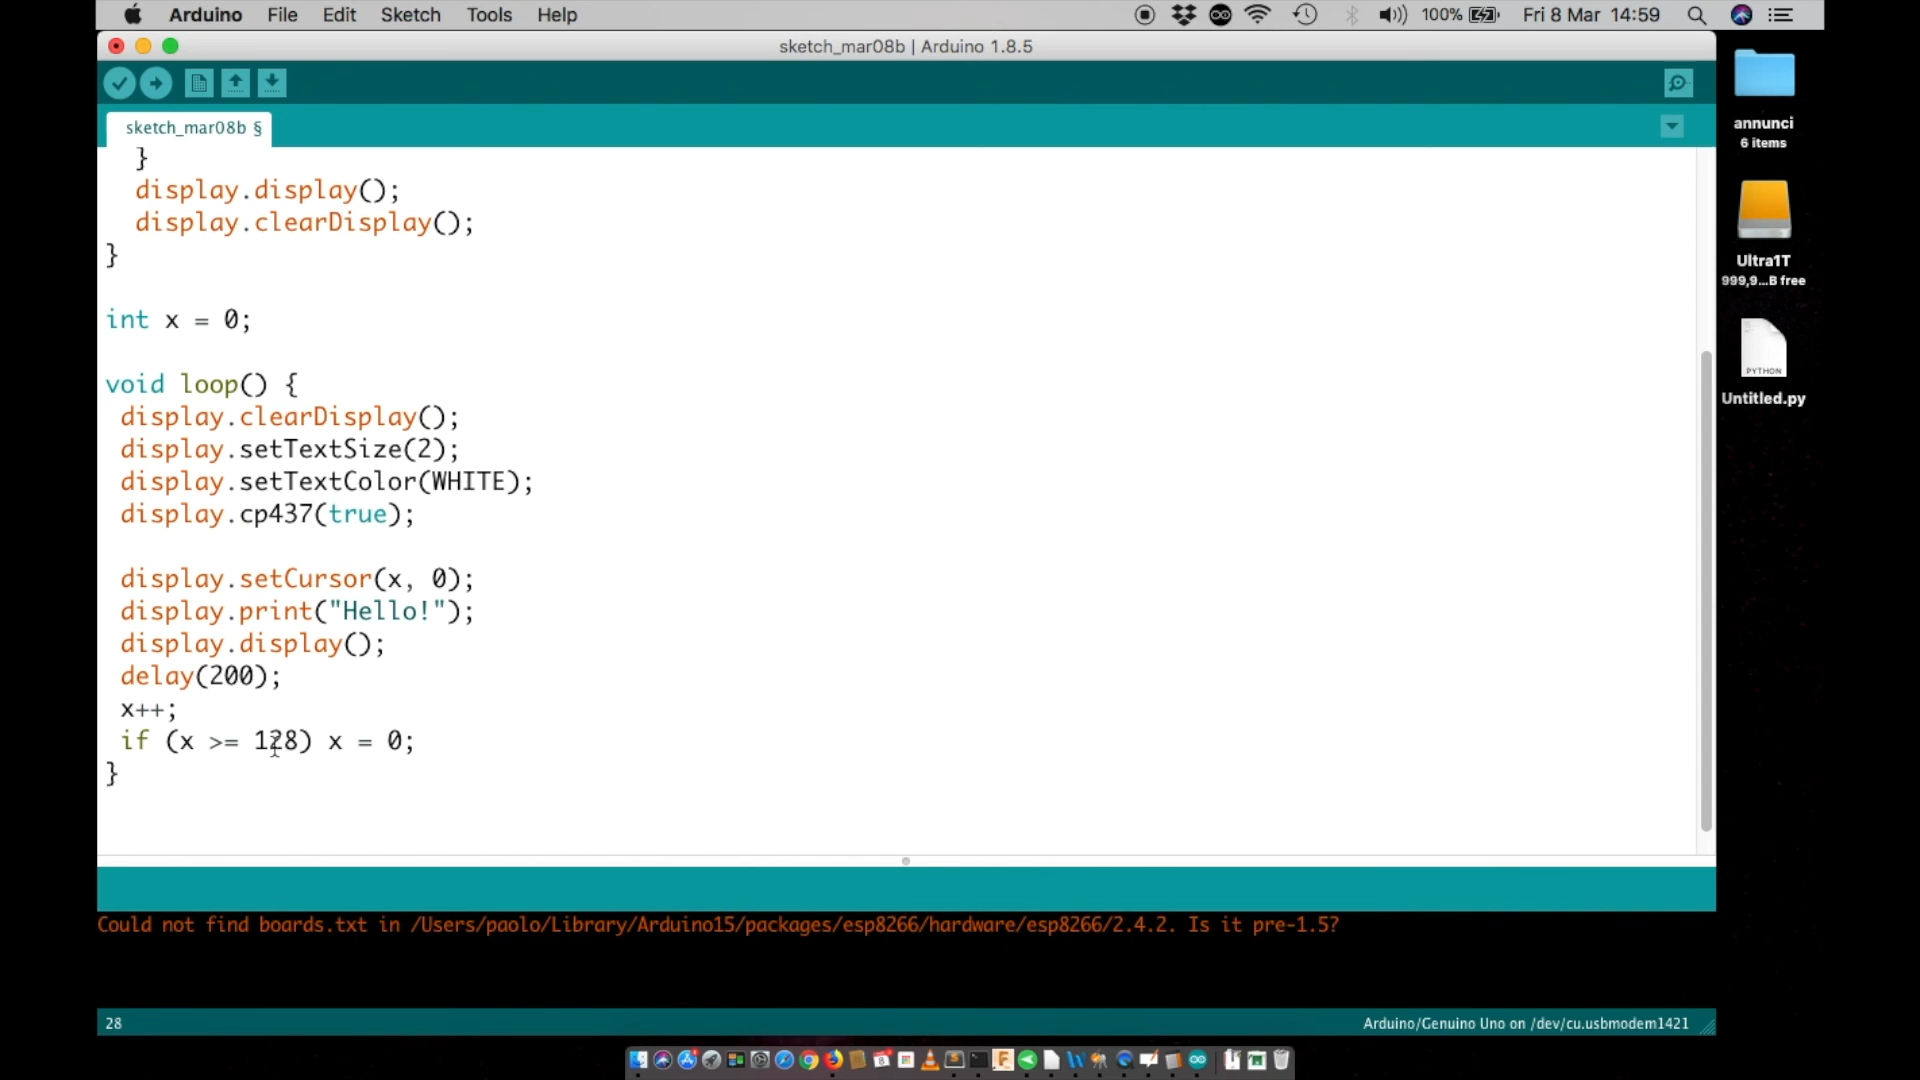 Arduino File Edit Sketch Tools Help 100% Fri 8 Mar 14:59
sketch_mar08b | Arduino 1.8.5
sketch_mar08b §
}
display.display();
display.clearDisplay();
}
int x = 0;
void loop() {
display.clearDisplay();
display.setTextSize(2);
display.setTextColor(WHITE);
display.cp437(true);
display.setCursor(x, 0);
display.print("Hello!");
display.display();
delay(200);
x++;
if (x >= 128) x = 0;
}
Could not find boards.txt in /Users/paolo/Library/Arduino15/packages/esp8266/hardware/esp8266/2.4.2. Is it pre-1.5?
28
Arduino/Genuino Uno on /dev/cu.usbmodem1421
annunci
6 items
Ultra1T
999,9...B free
PYTHON
Untitled.py